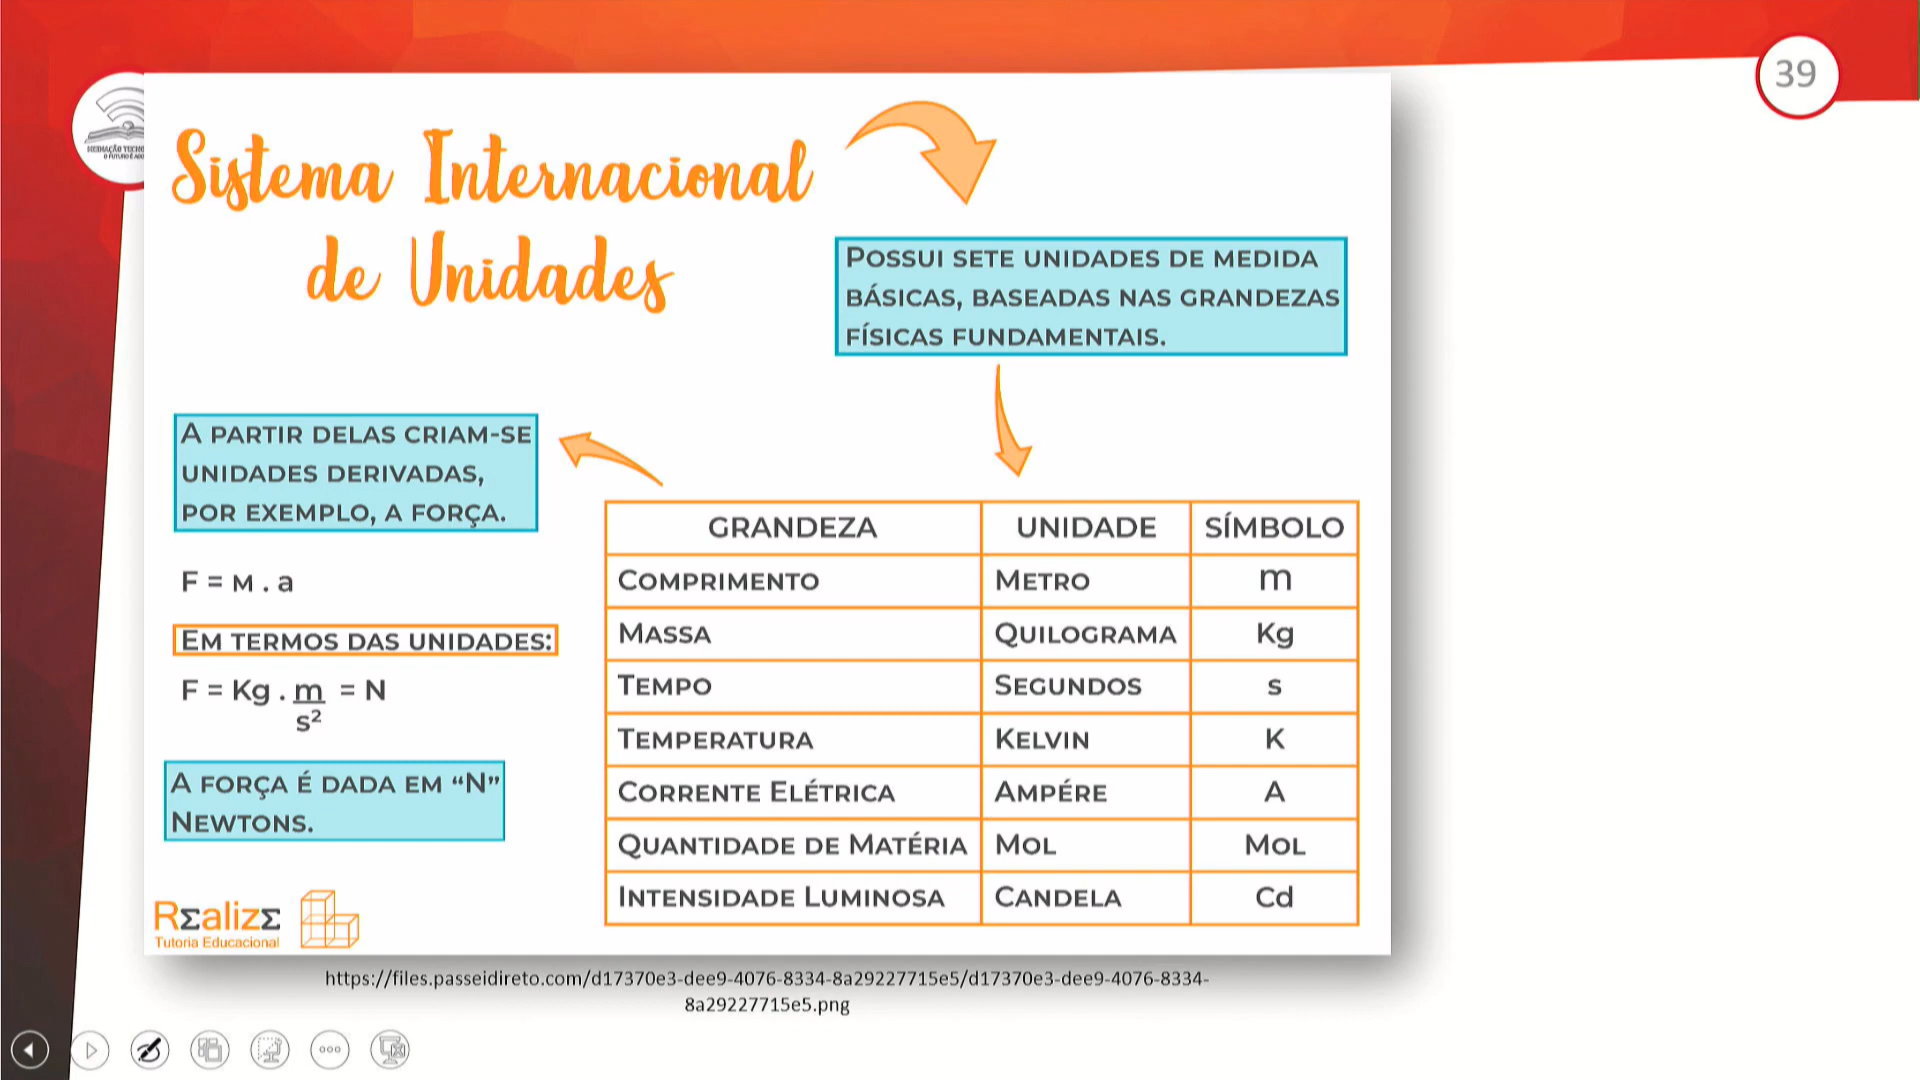 39
Sistema Internacional
de Unidades
POSSUI SETE UNIDADES DE MEDIDA
BÁSICAS, BASEADAS NAS GRANDEZAS
FÍSICAS FUNDAMENTAIS.
A PARTIR DELAS CRIAM-SE
UNIDADES DERIVADAS,
POR EXEMPLO, A FORÇA.
F = M . a
EM TERMOS DAS UNIDADES:
F = Kg . m = N
s²
A FORÇA É DADA EM “N”
NEWTONS.
GRANDEZA UNIDADE SÍMBOLO
COMPRIMENTO METRO m
MASSA QUILOGRAMA Kg
TEMPO SEGUNDOS s
TEMPERATURA KELVIN K
CORRENTE ELÉTRICA AMPÉRE A
QUANTIDADE DE MATÉRIA MOL MOL
INTENSIDADE LUMINOSA CANDELA Cd
RΣalizΣ
Tutoria Educacional
https://files.passeidireto.com/d17370e3-dee9-4076-8334-8a29227715e5/d17370e3-dee9-4076-8334-
8a29227715e5.png